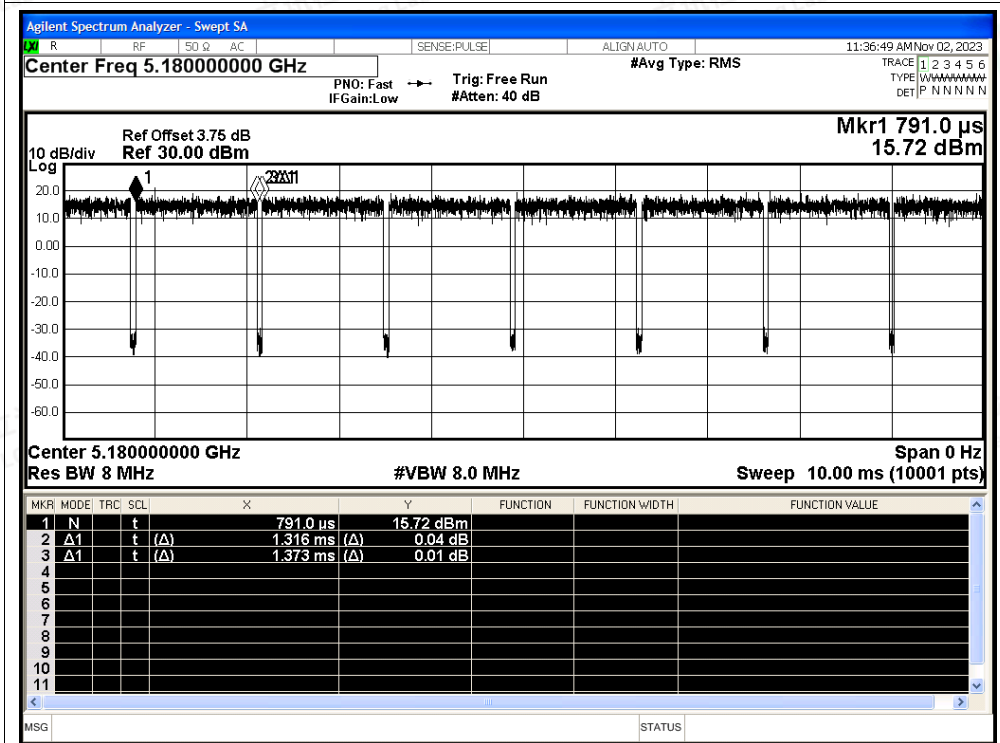 Agilent Spectrum Analyzer - Swept SA
LXI R RF 50 Ω AC SENSE:PULSE ALIGN AUTO 11:36:49 AM Nov 02, 2023
Center Freq 5.180000000 GHz #Avg Type: RMS TRACE 1 2 3 4 5 6
PNO: Fast Trig: Free Run TYPE W
IFGain:Low #Atten: 40 dB DET P N N N N N
Mkr1 791.0 µs
Ref Offset 3.75 dB
10 dB/div Ref 30.00 dBm 15.72 dBm
Log
1
20.0
10.0
0.00
-10.0
-20.0
-30.0
-40.0
-50.0
-60.0
Center 5.180000000 GHz Span 0 Hz
Res BW 8 MHz #VBW 8.0 MHz Sweep 10.00 ms (10001 pts)
MKR MODE TRC SCL X Y FUNCTION FUNCTION WIDTH FUNCTION VALUE
1 N t 791.0 µs 15.72 dBm
2 Δ1 t (Δ) 1.316 ms (Δ) 0.04 dB
3 Δ1 t (Δ) 1.373 ms (Δ) 0.01 dB
4
5
6
7
8
9
10
11
MSG STATUS